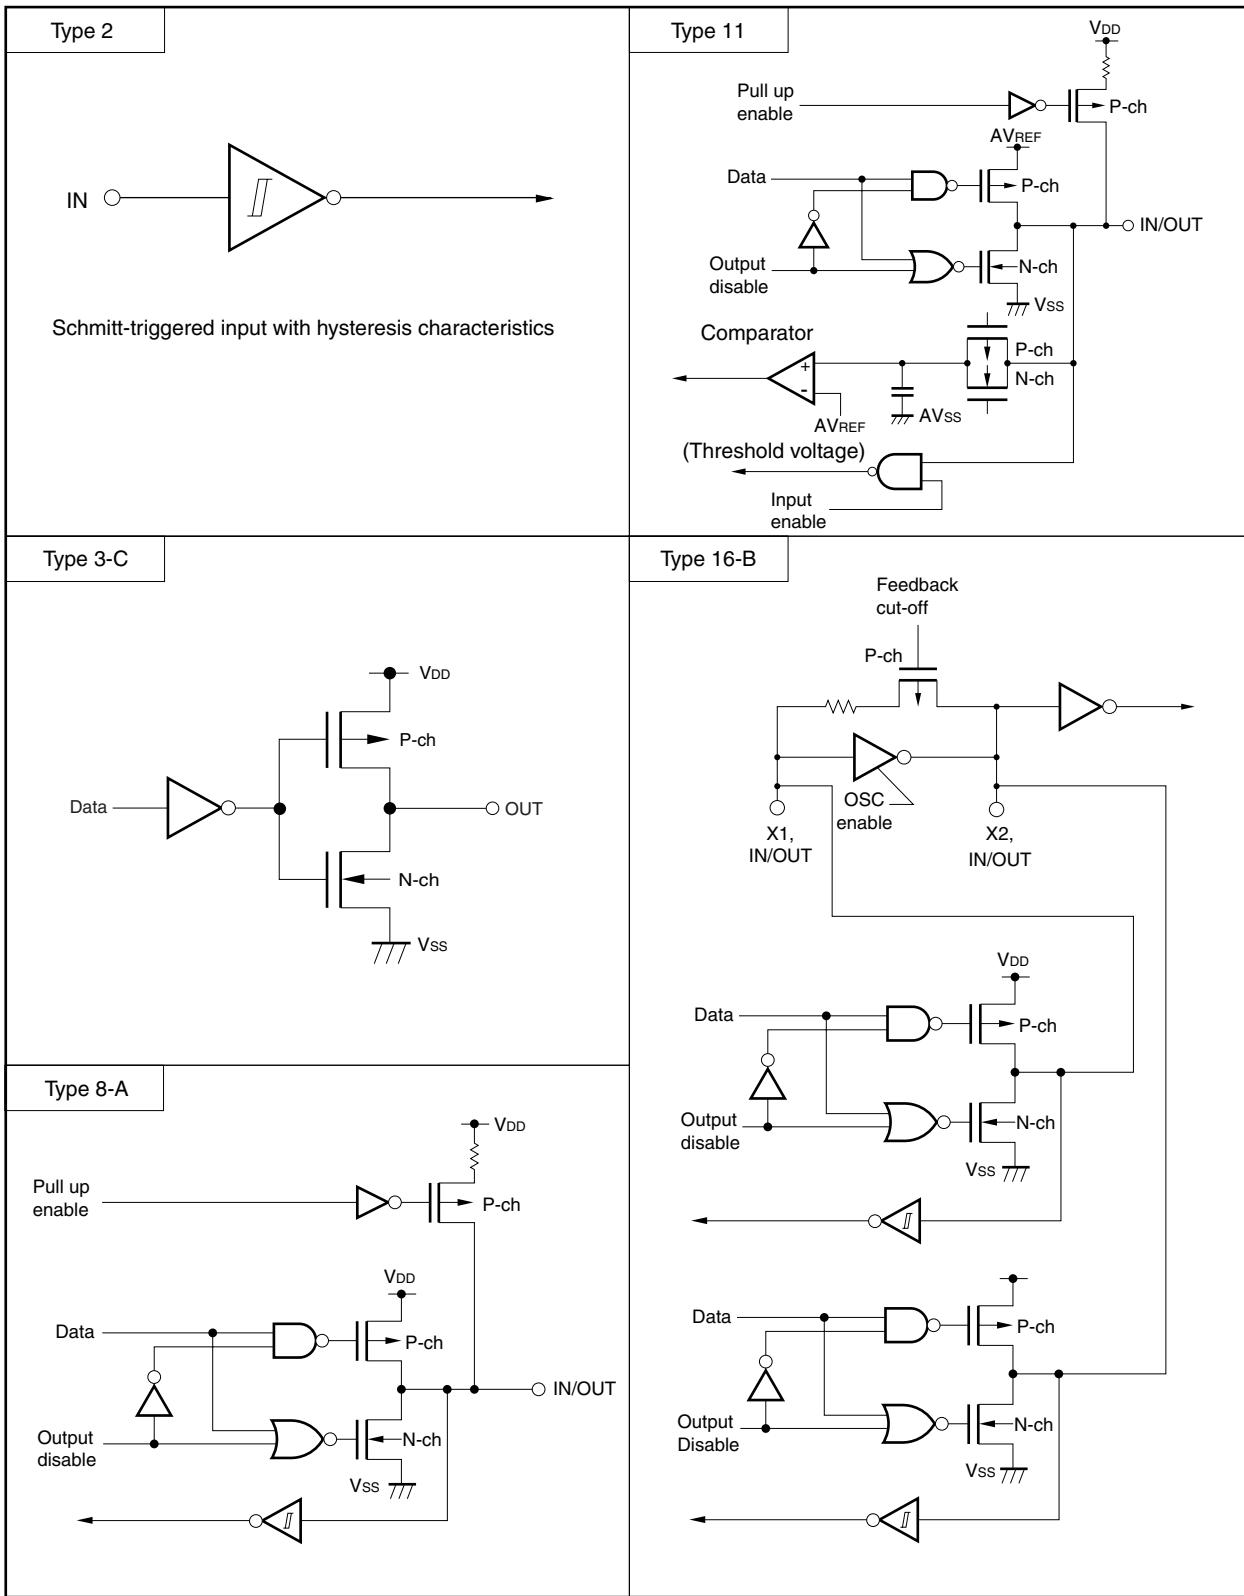 Type 2
IN
Schmitt-triggered input with hysteresis characteristics
Type 11
VDD
Pull up
enable
P-ch
AVREF
Data
P-ch
IN/OUT
Output
disable
N-ch
VSS
Comparator
P-ch
N-ch
+
-
AVSS
AVREF
(Threshold voltage)
Input
enable
Type 3-C
VDD
P-ch
Data
OUT
N-ch
VSS
Type 8-A
VDD
Pull up
enable
P-ch
VDD
Data
P-ch
IN/OUT
Output
disable
N-ch
VSS
Type 16-B
Feedback
cut-off
P-ch
OSC
enable
X1,
IN/OUT
X2,
IN/OUT
VDD
Data
P-ch
Output
disable
N-ch
VSS
Data
P-ch
Output
Disable
N-ch
VSS